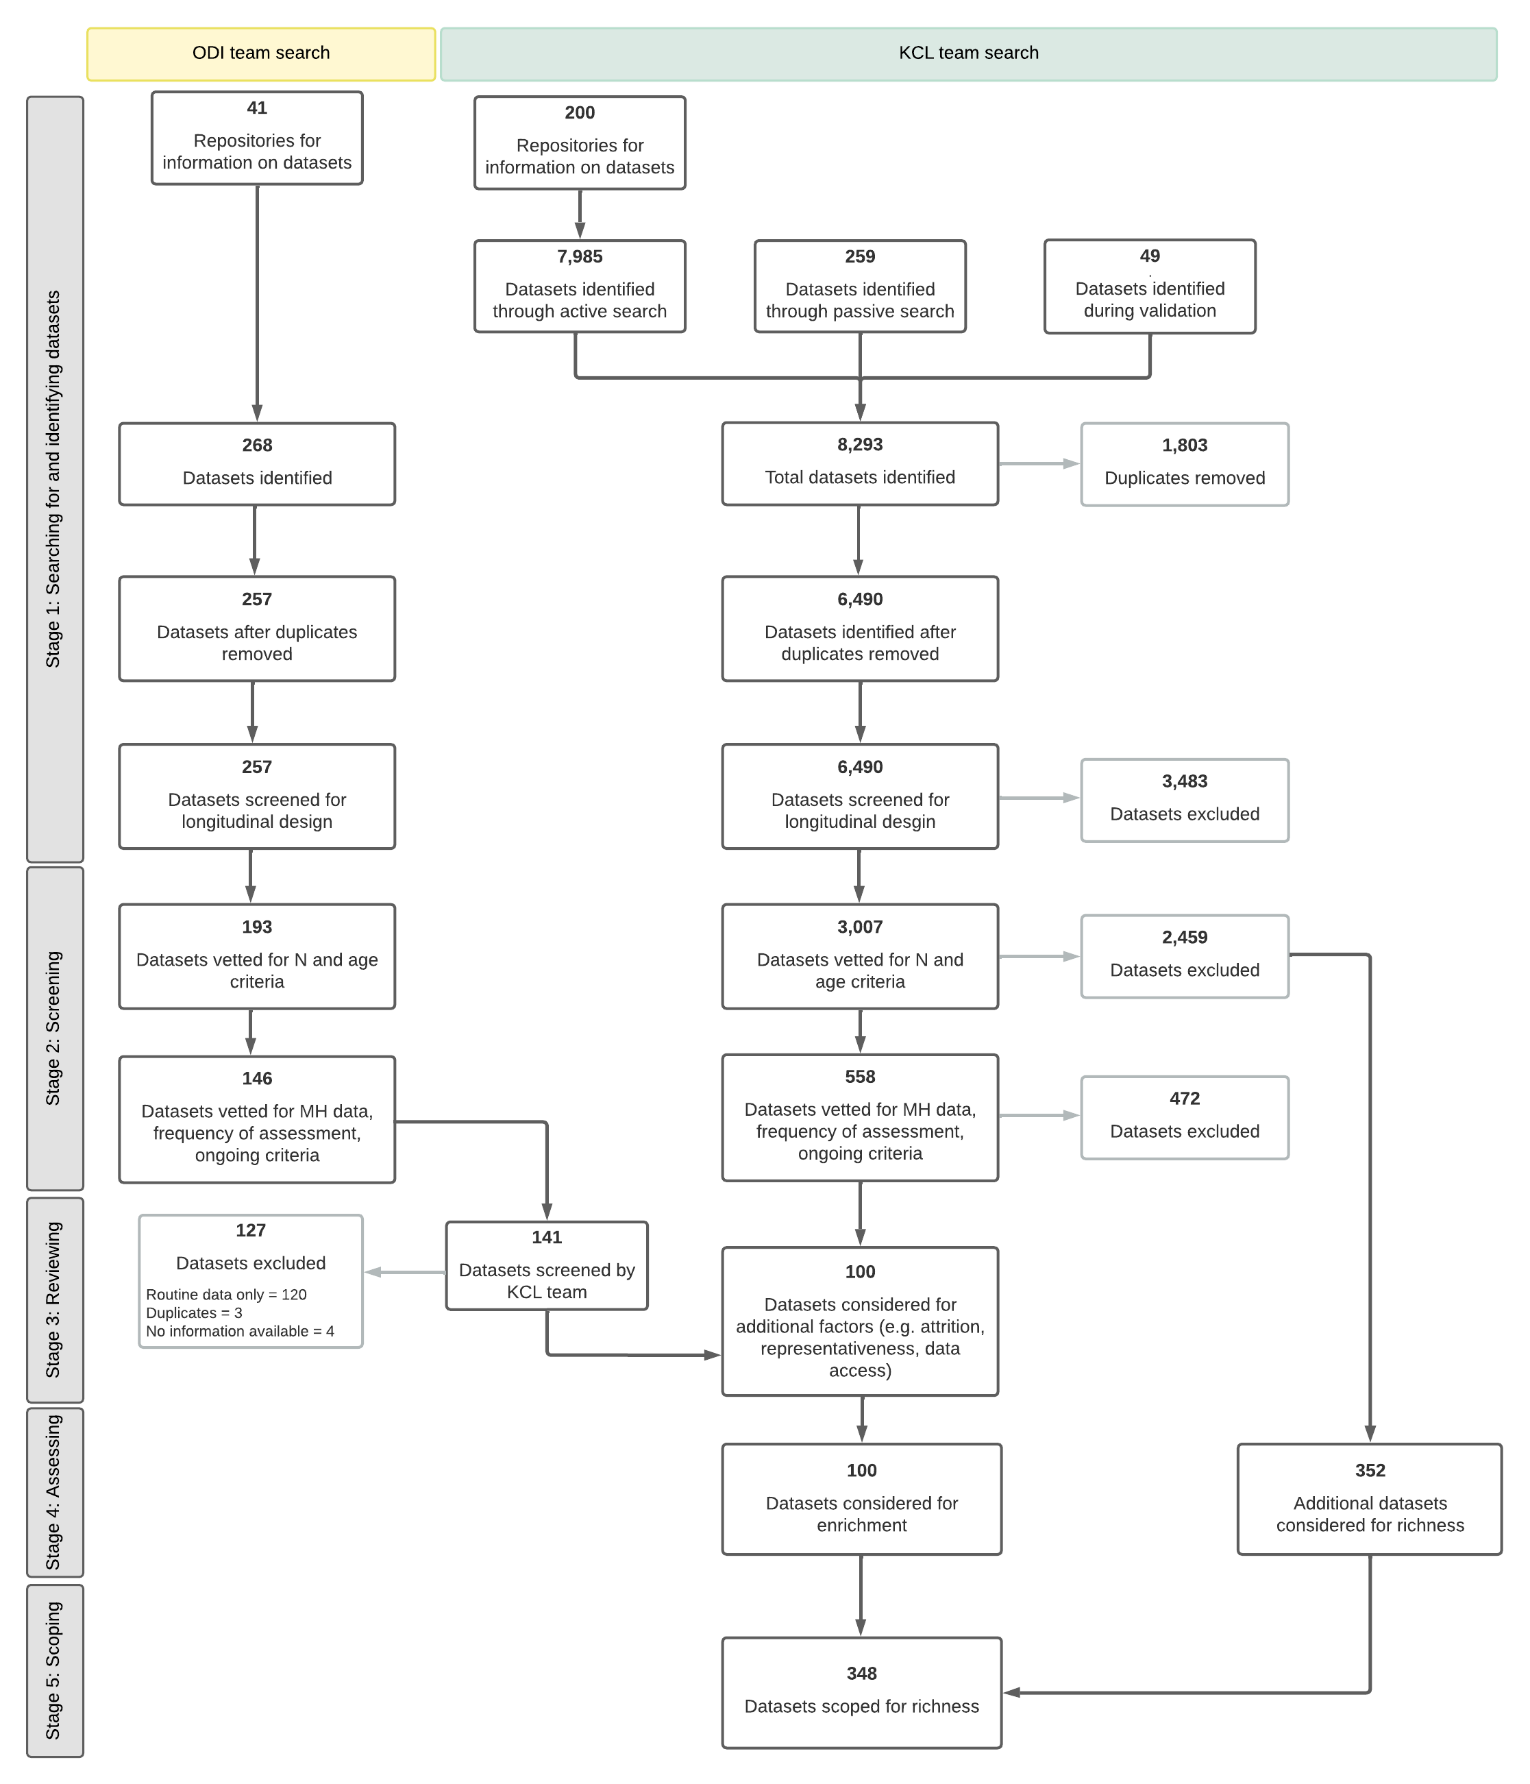 ODI team search
KCL team search
Stage 1: Searching for and identifying datasets
41
Repositories for
information on datasets
200
Repositories for
information on datasets
7,985
Datasets identified
through active search
259
Datasets identified
through passive search
49
.
Datasets identified
during validation
268
Datasets identified
8,293
Total datasets identified
1,803
Duplicates removed
257
Datasets after duplicates
removed
6,490
Datasets identified after
duplicates removed
257
Datasets screened for
longitudinal design
6,490
Datasets screened for
longitudinal desgin
3,483
Datasets excluded
Stage 2: Screening
193
Datasets vetted for N and age
criteria
3,007
Datasets vetted for N and
age criteria
2,459
Datasets excluded
146
Datasets vetted for MH data,
frequency of assessment,
ongoing criteria
558
Datasets vetted for MH data,
frequency of assessment,
ongoing criteria
472
Datasets excluded
Stage 3: Reviewing
127
Datasets excluded
Routine data only = 120
Duplicates = 3
No information available = 4
141
Datasets screened by
KCL team
100
Datasets considered for
additional factors (e.g. attrition,
representativeness, data
access)
Stage 4: Assessing
100
Datasets considered for
enrichment
352
Additional datasets
considered for richness
Stage 5: Scoping
348
Datasets scoped for richness